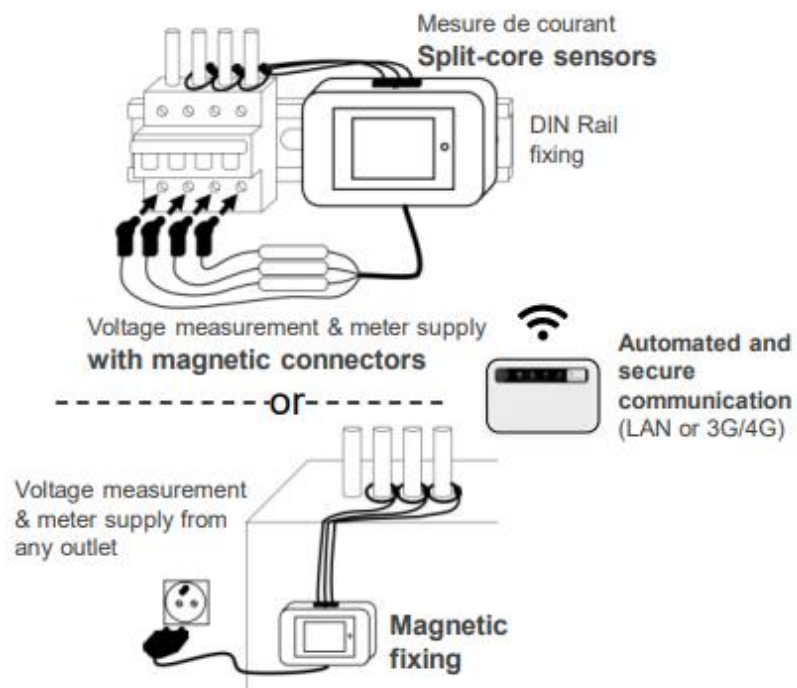 Mesure de courant
Split-core sensors
DIN Rail
fixing
Voltage measurement & meter supply
with magnetic connectors
Automated and
secure
communication
(LAN or 3G/4G)
or
Voltage measurement
& meter supply from
any outlet
Magnetic
fixing